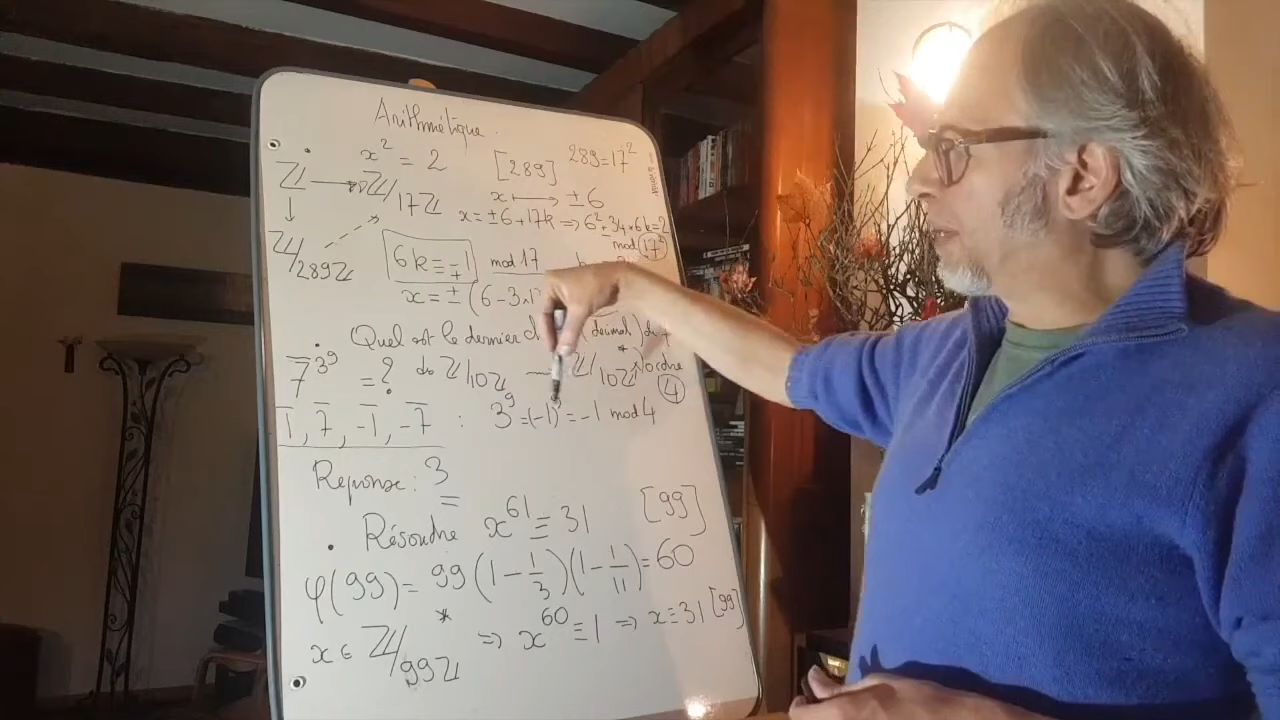 Arithmétique.
• x² = 2 [289] 289=17²
ℤ → ℤ/17ℤ x ↦ ±6
x = ±6+17k ⇒ 6²±34×6k=2
↓ mod 17²
ℤ/289ℤ 6k ≡ ∓1 mod 17
x = ± (6-3×17
• Quel est le dernier décimal) de 7
7̄^3^9 = ? ds ℤ/10ℤ → ℤ/10ℤ* d'ordre
4
1̄, 7̄, -1̄, -7̄ : 3⁹ = (-1)⁹ = -1 mod 4
Réponse : 3
• Résoudre x⁶¹ ≡ 31 [99]
φ(99) = 99(1-1/3)(1-1/11) = 60
x ∈ ℤ/99ℤ* ⇒ x⁶⁰ ≡ 1 ⇒ x ≡ 31 [99]